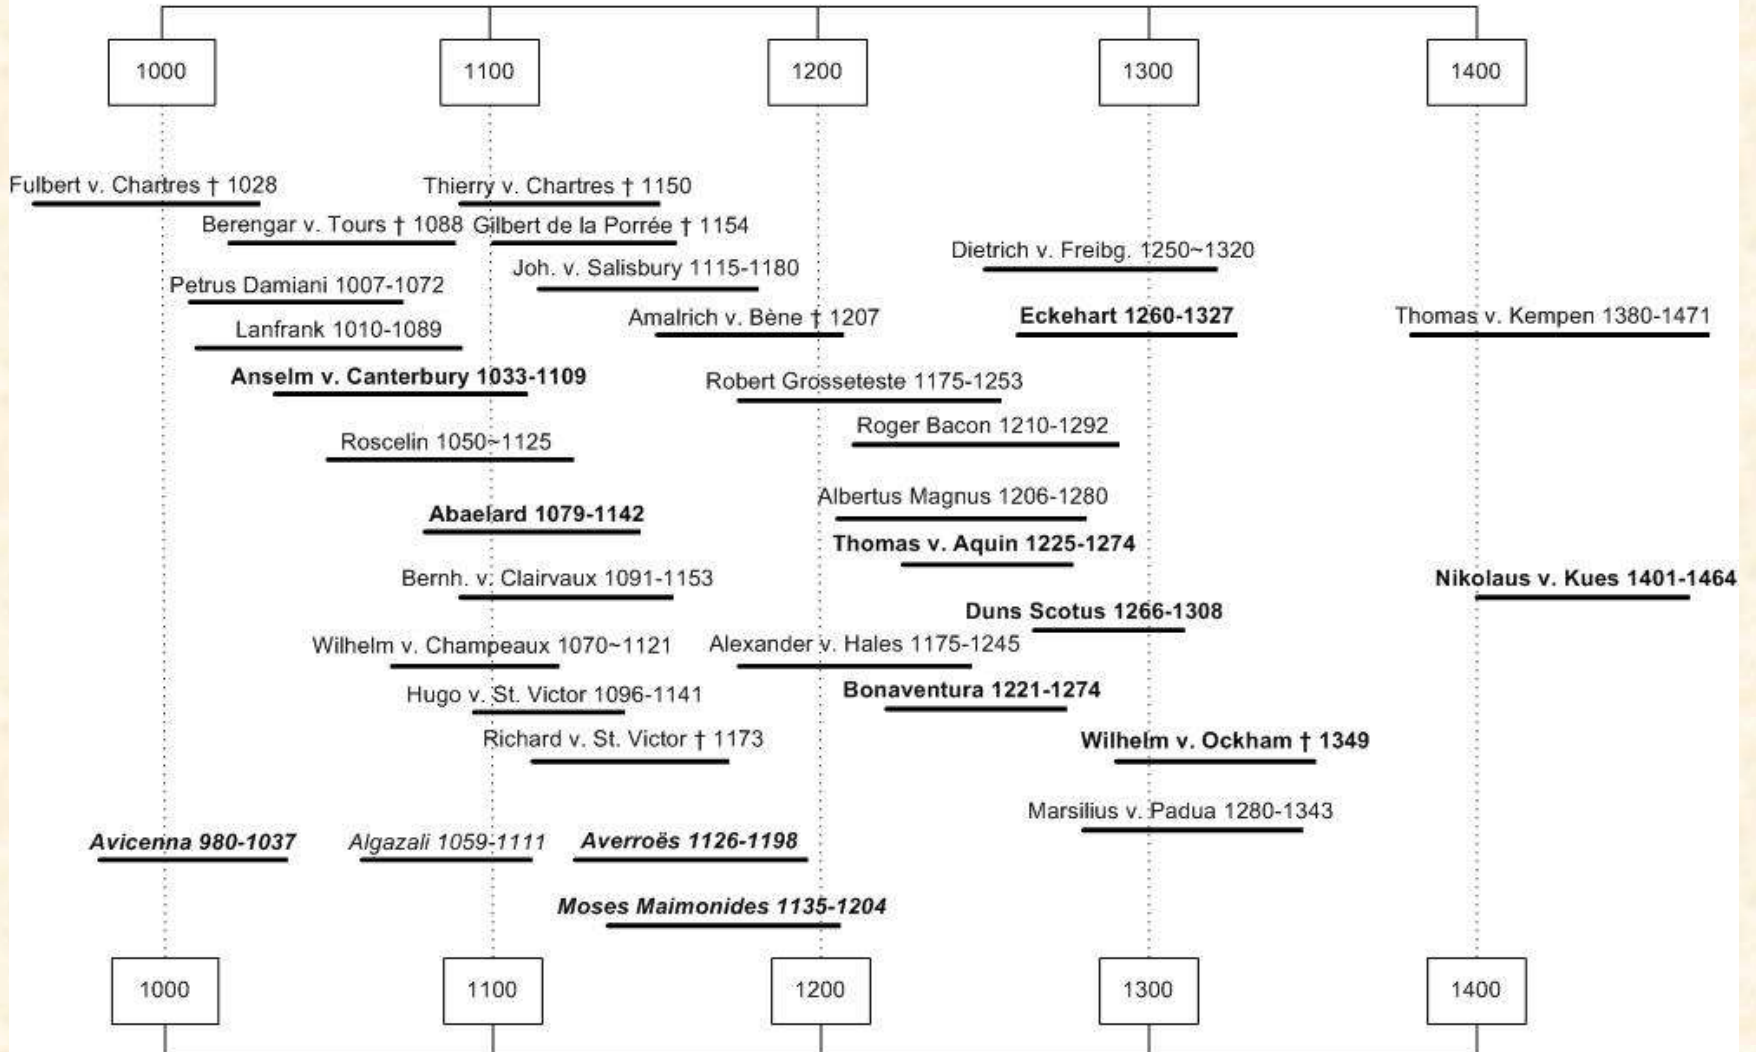 1000 1100 1200 1300 1400
Fulbert v. Chartres † 1028 Thierry v. Chartres † 1150
Berengar v. Tours † 1088 Gilbert de la Porrée † 1154
Dietrich v. Freibg. 1250~1320
Joh. v. Salisbury 1115-1180
Petrus Damiani 1007-1072
Lanfrank 1010-1089 Amalrich v. Bène † 1207 Eckehart 1260-1327 Thomas v. Kempen 1380-1471
Anselm v. Canterbury 1033-1109 Robert Grosseteste 1175-1253
Roger Bacon 1210-1292
Roscelin 1050~1125
Albertus Magnus 1206-1280
Abaelard 1079-1142
Thomas v. Aquin 1225-1274
Bernh. v. Clairvaux 1091-1153 Nikolaus v. Kues 1401-1464
Duns Scotus 1266-1308
Wilhelm v. Champeaux 1070~1121 Alexander v. Hales 1175-1245
Hugo v. St. Victor 1096-1141 Bonaventura 1221-1274
Richard v. St. Victor † 1173 Wilhelm v. Ockham † 1349
Marsilius v. Padua 1280-1343
Avicenna 980-1037 Algazali 1059-1111 Averroës 1126-1198
Moses Maimonides 1135-1204
1000 1100 1200 1300 1400